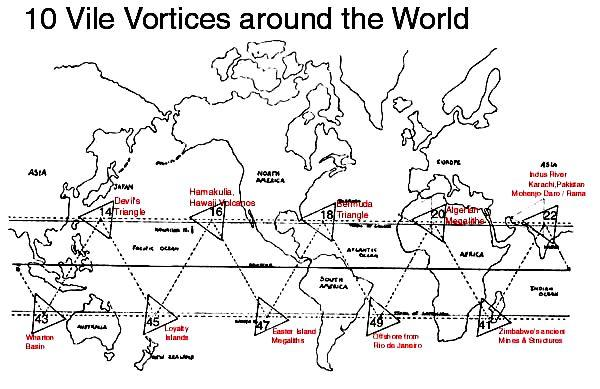 10 Vile Vortices around the World
EUROPE
ASIA
ASIA
Indus River
Karachi,Pakistan
Mohenjo Daro / Rama
NORTH
AMERICA
JAPAN
Devil's
Triangle
Hamakulia,
Hawaii Volcanos
Bermuda
Triangle
Algerian
Megaliths
14
16
18
20
22
PACIFIC OCEAN
ATLANTIC
OCEAN
AFRICA
INDIA
EQUATOR
SOUTH
AMERICA
INDIAN
OCEAN
43
45
47
49
41
AUSTRALIA
Wharton
Basin
Loyalty
Islands
Easter Island
Megaliths
Offshore from
Rio de Janeiro
Zimbabwe's ancient
Mines & Structures
NEW ZEALAND